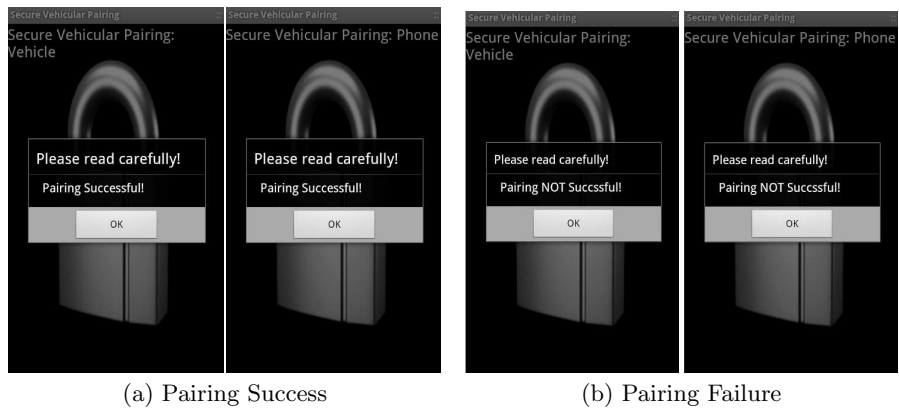 Secure Vehicular Pairing
Secure Vehicular Pairing:
Vehicle
Please read carefully!
Pairing Successful!
OK
Secure Vehicular Pairing
Secure Vehicular Pairing: Phone
Please read carefully!
Pairing Successful!
OK
(a) Pairing Success
Secure Vehicular Pairing
Secure Vehicular Pairing:
Vehicle
Please read carefully!
Pairing NOT Succssful!
OK
Secure Vehicular Pairing
Secure Vehicular Pairing: Phone
Please read carefully!
Pairing NOT Succssful!
OK
(b) Pairing Failure